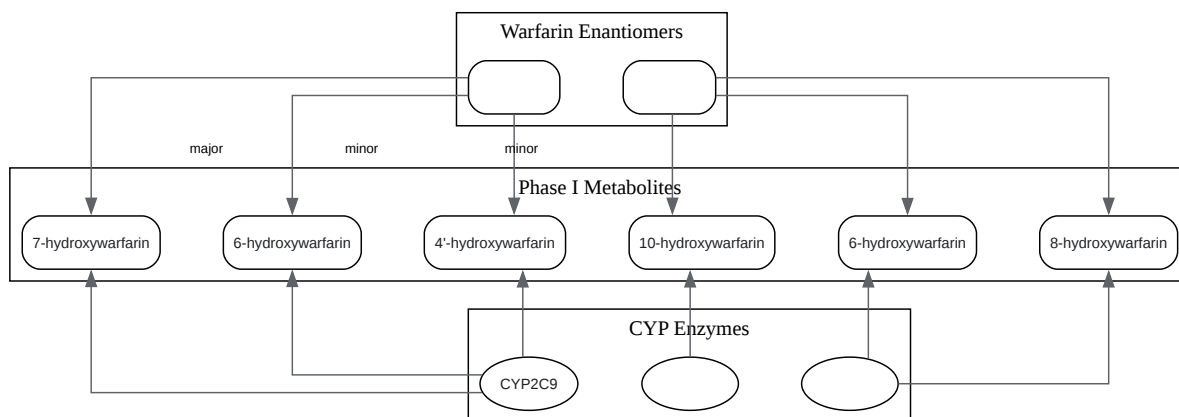 Warfarin Enantiomers
major
minor
minor
Phase I Metabolites
7-hydroxywarfarin
6-hydroxywarfarin
4'-hydroxywarfarin
10-hydroxywarfarin
6-hydroxywarfarin
8-hydroxywarfarin
CYP Enzymes
CYP2C9